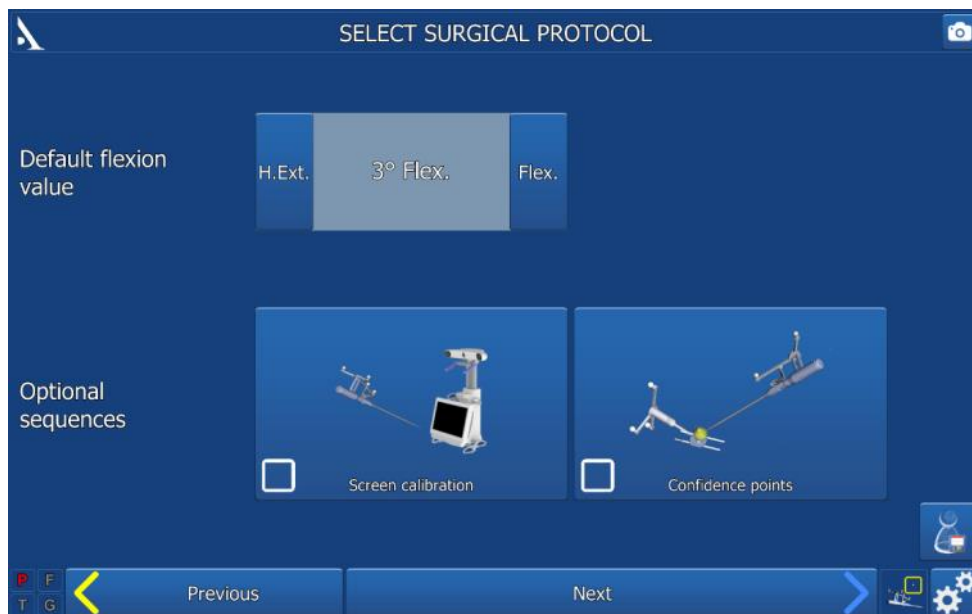 SELECT SURGICAL PROTOCOL
Default flexion
value
H.Ext.
3° Flex.
Flex.
Optional
sequences
Screen calibration
Confidence points
P F
T G
Previous
Next